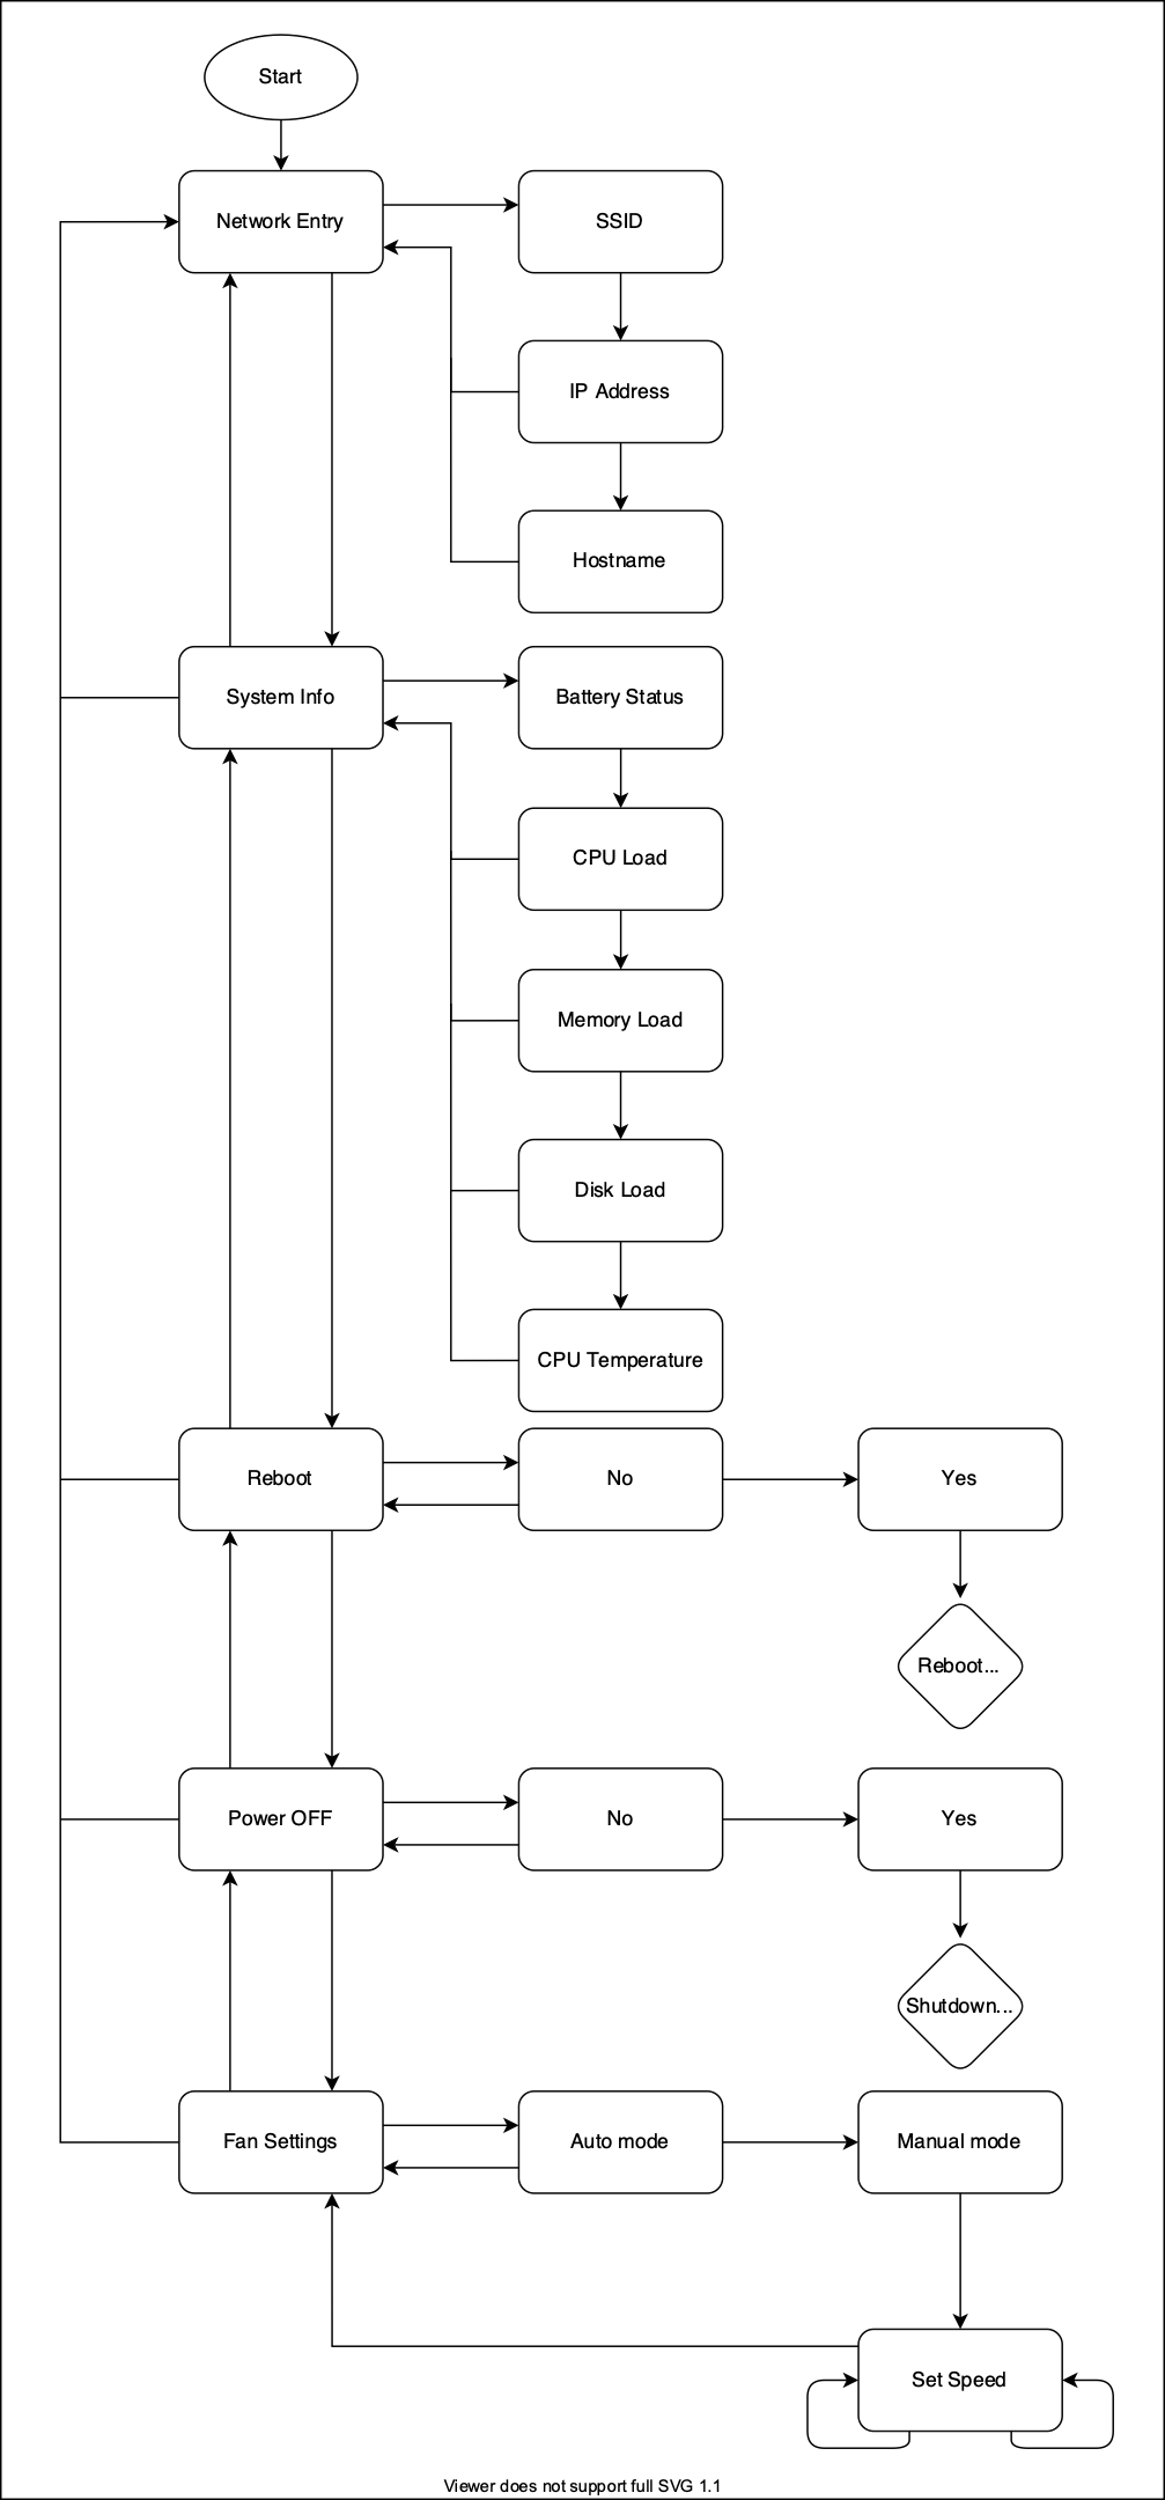 Start
Network Entry
SSID
IP Address
Hostname
System Info
Battery Status
CPU Load
Memory Load
Disk Load
CPU Temperature
Reboot
No
Yes
Reboot...
Power OFF
No
Yes
Shutdown...
Fan Settings
Auto mode
Manual mode
Set Speed
Viewer does not support full SVG 1.1